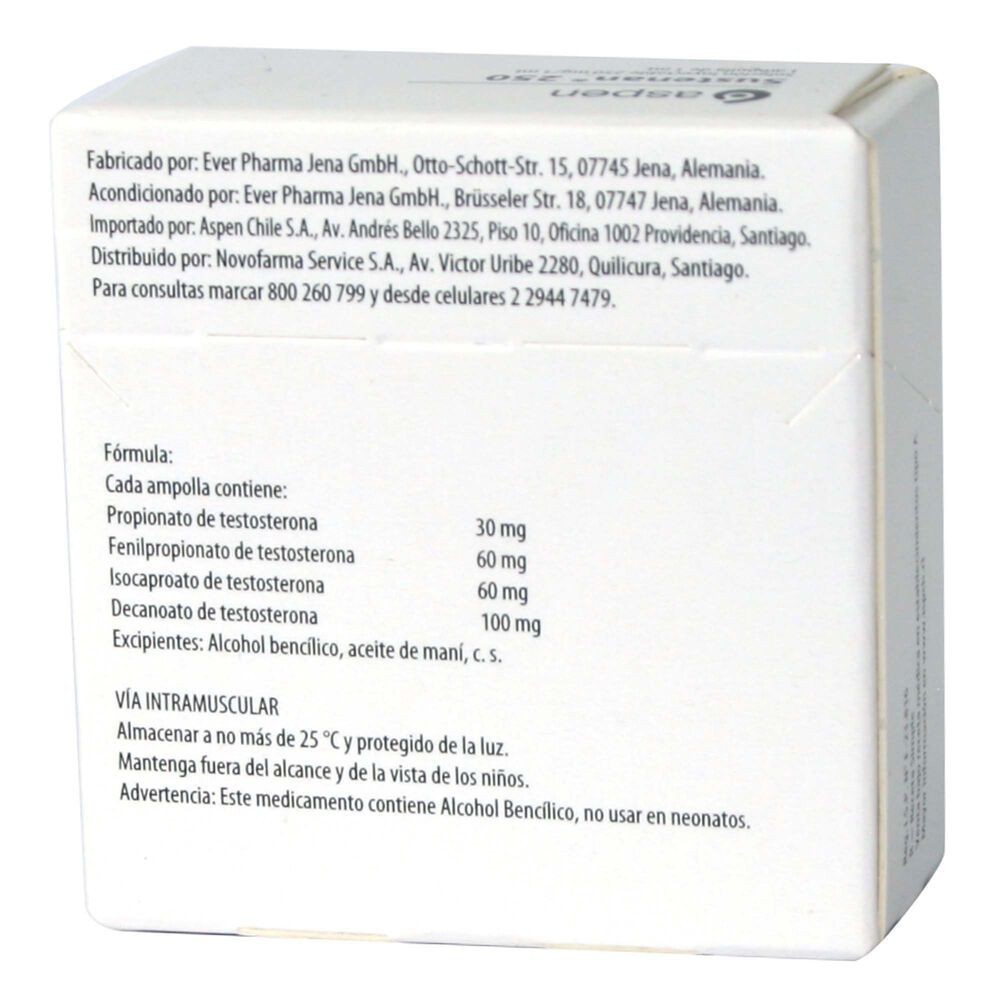 aspen
Sustenan® 250
Fabricado por: Ever Pharma Jena GmbH., Otto-Schott-Str. 15, 07745 Jena, Alemania.
Acondicionado por: Ever Pharma Jena GmbH., Brüsseler Str. 18, 07747 Jena, Alemania.
Importado por: Aspen Chile S.A., Av. Andrés Bello 2325, Piso 10, Oficina 1002 Providencia, Santiago.
Distribuido por: Novofarma Service S.A., Av. Victor Uribe 2280, Quilicura, Santiago.
Para consultas marcar 800 260 799 y desde celulares 2 2944 7479.
Fórmula:
Cada ampolla contiene:
Propionato de testosterona 30 mg
Fenilpropionato de testosterona 60 mg
Isocaproato de testosterona 60 mg
Decanoato de testosterona 100 mg
Excipientes: Alcohol bencílico, aceite de maní, c. s.
VÍA INTRAMUSCULAR
Almacenar a no más de 25 °C y protegido de la luz.
Mantenga fuera del alcance y de la vista de los niños.
Advertencia: Este medicamento contiene Alcohol Bencílico, no usar en neonatos.